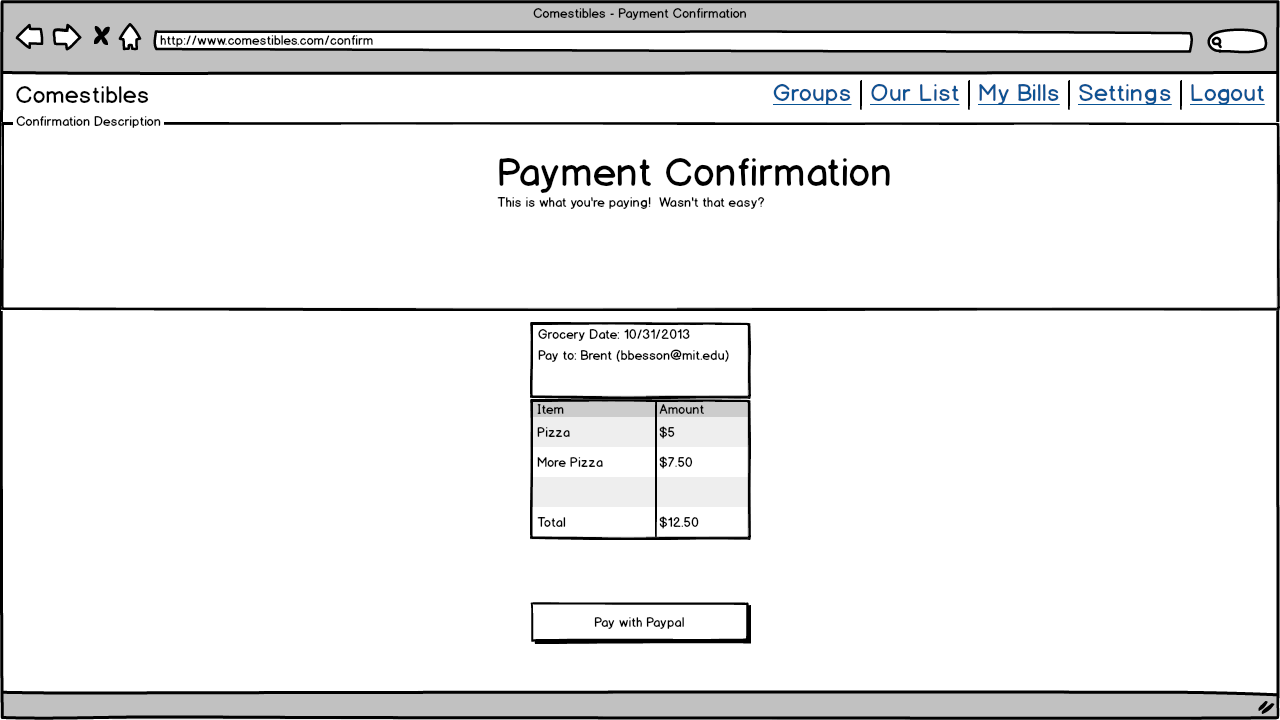 Comestibles - Payment Confirmation
http://www.comestibles.com/confirm
Comestibles
Groups Our List My Bills Settings Logout
Confirmation Description
Payment Confirmation
This is what you're paying! Wasn't that easy?
Grocery Date: 10/31/2013
Pay to: Brent (bbesson@mit.edu)
Item Amount
Pizza $5
More Pizza $7.50
Total $12.50
Pay with Paypal